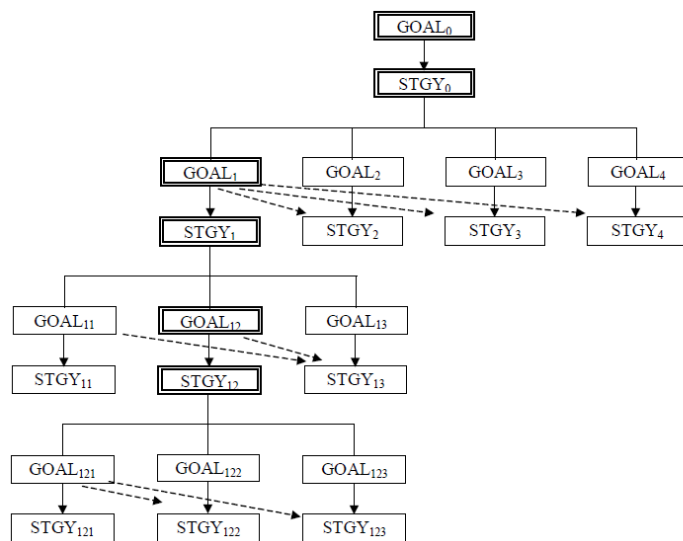 GOAL₀
STGY₀
GOAL₁ GOAL₂ GOAL₃ GOAL₄
STGY₁ STGY₂ STGY₃ STGY₄
GOAL₁₁ GOAL₁₂ GOAL₁₃
STGY₁₁ STGY₁₂ STGY₁₃
GOAL₁₂₁ GOAL₁₂₂ GOAL₁₂₃
STGY₁₂₁ STGY₁₂₂ STGY₁₂₃